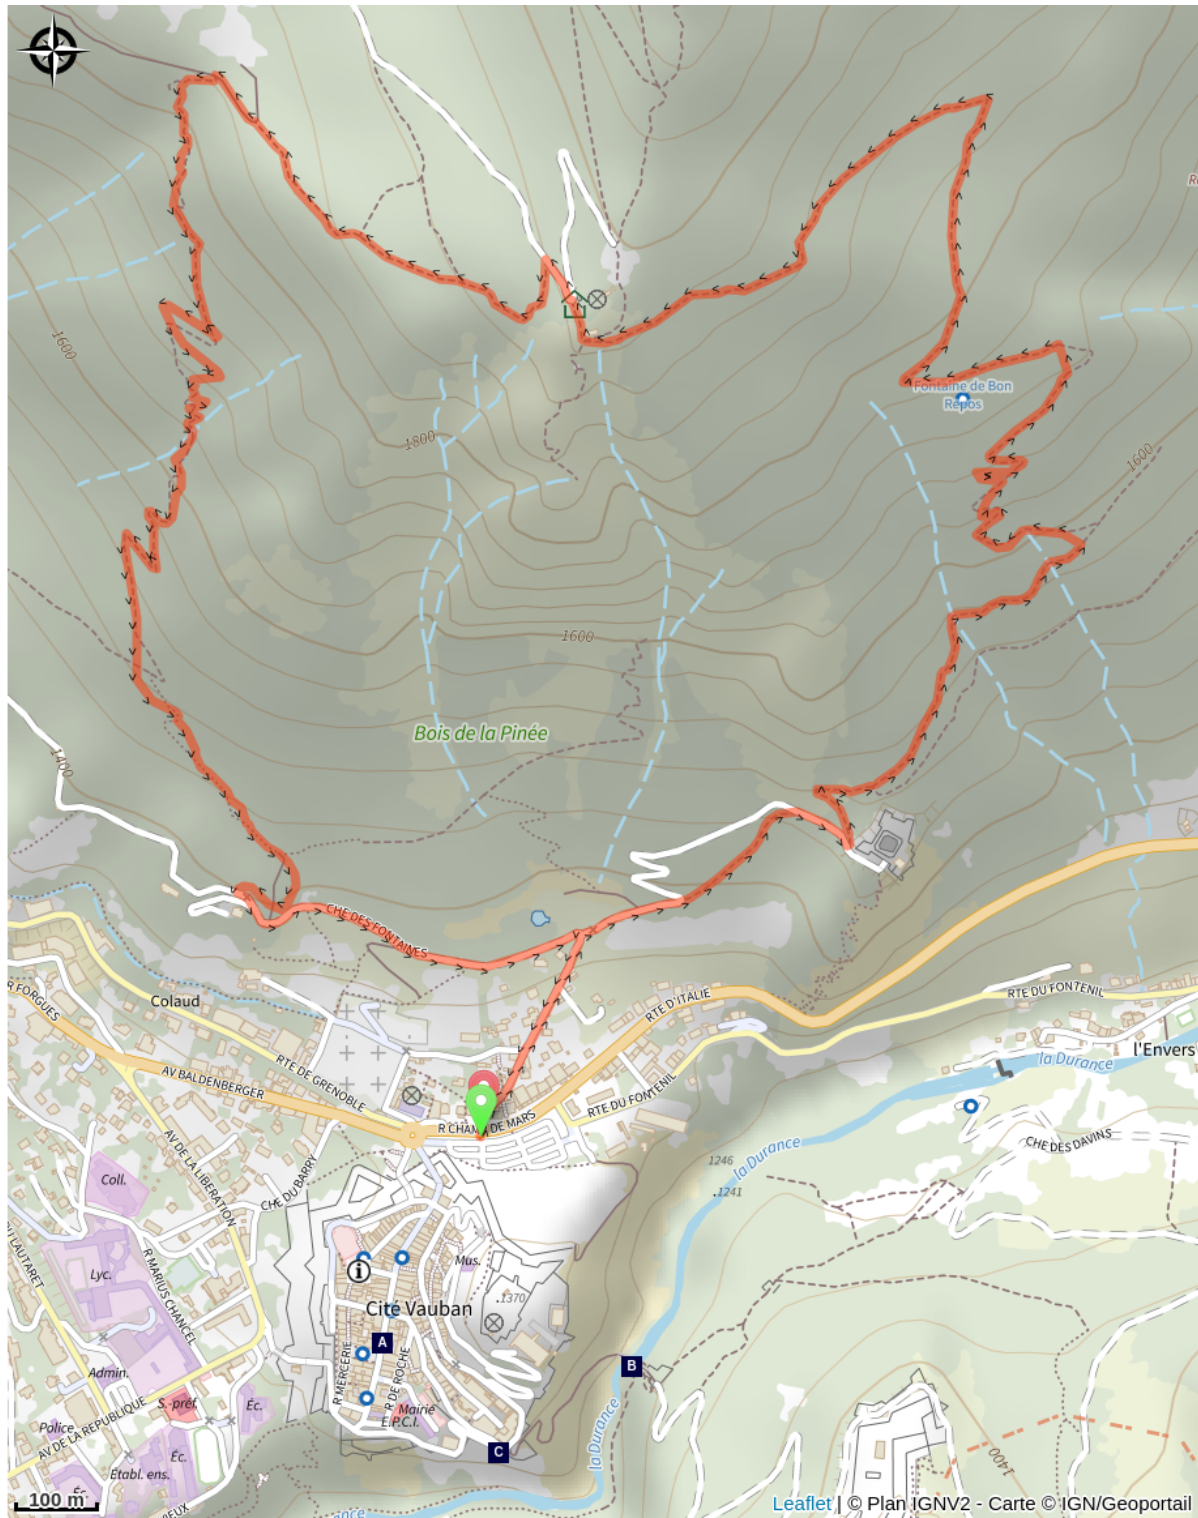 1600
1800
Fontaine de Bon
Repos
1600
1600
Bois de la Pinée
1400
CHE DES FONTAINES
Colaud
R FORGUES
AV BALDENBERGER
RTE DE GRENOBLE
RTE D'ITALIE
RTE DU FONTENIL
l'Envers
la Durance
RTE DU FONTENIL
R CHAMP DE MARS
CHE DES DAVINS
la Durance
1246
.1241
AV DE LA LIBERATION
CHE DU BARRY
Coll.
Lyc.
R MARIUS CHANCEL
U LAUTARET
Mus.
i
.1370
Cité Vauban
A
B
R MERCERIE
R DE ROCHE
Admin.
S.-préf.
Éc.
Mairie
E.P.C.I.
Police
AV DE LA REPUBLIQUE
Éc.
Établ. ens.
C
la Durance
1400
100 m
Leaflet | © Plan IGNV2 - Carte © IGN/Geoportail